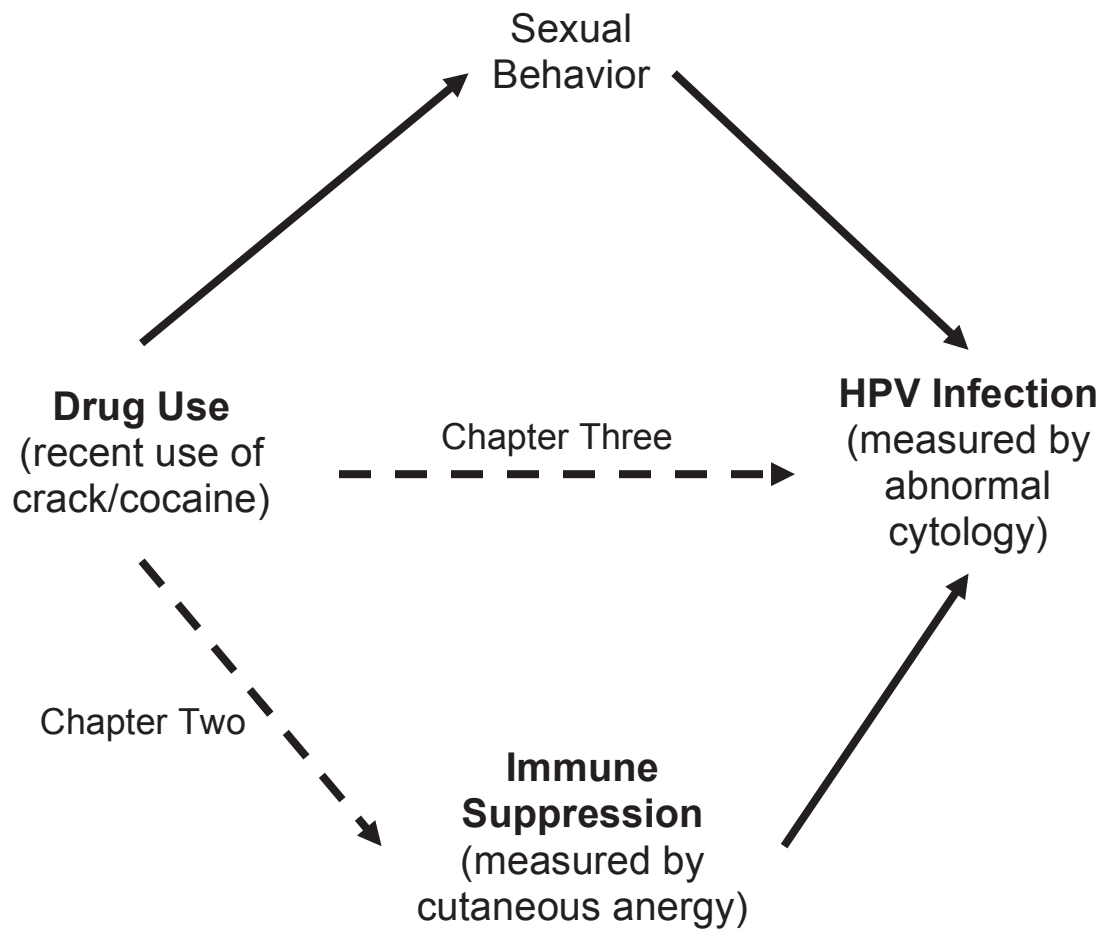 Sexual
Behavior
Drug Use
(recent use of
crack/cocaine)
Chapter Three
HPV Infection
(measured by
abnormal
cytology)
Chapter Two
Immune
Suppression
(measured by
cutaneous anergy)